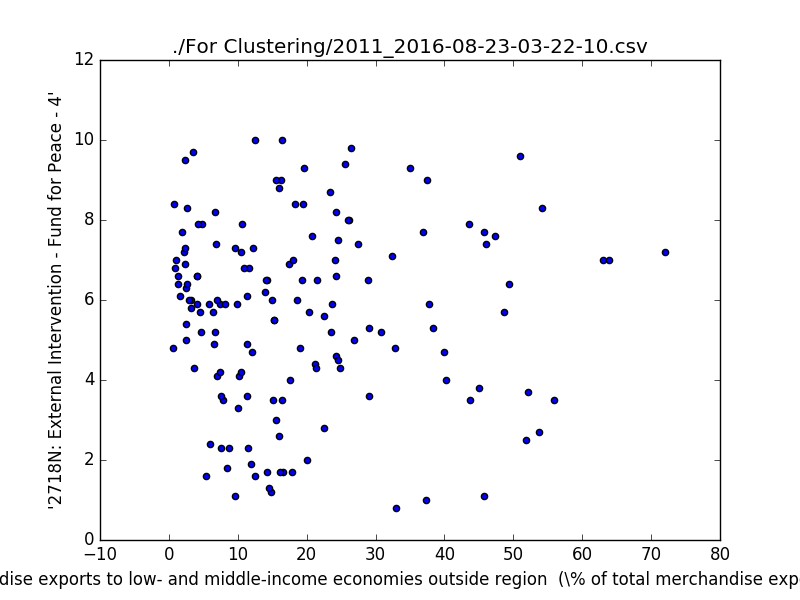 ./For Clustering/2011_2016-08-23-03-22-10.csv
'2718N: External Intervention - Fund for Peace - 4'
12
10
8
6
4
2
0
−10 0 10 20 30 40 50 60 70 80
dise exports to low- and middle-income economies outside region (\% of total merchandise expo